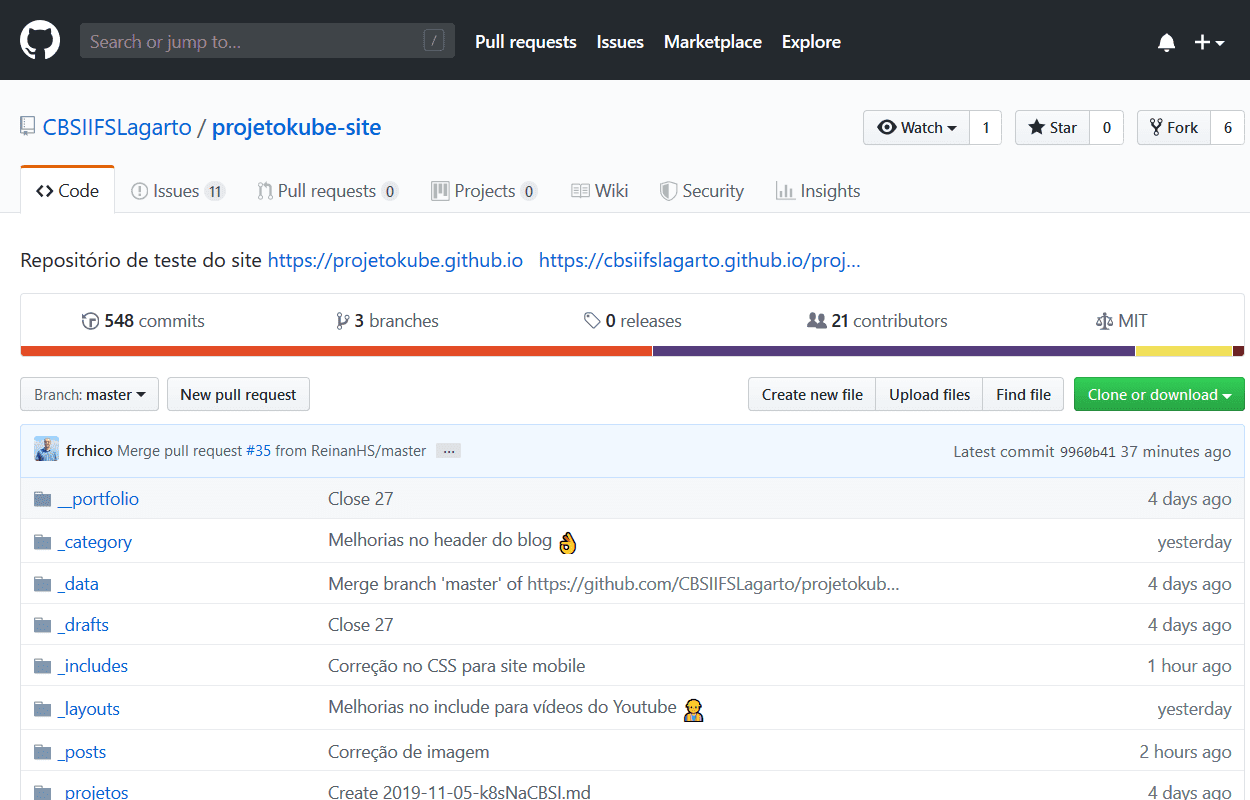 Search or jump to... / Pull requests Issues Marketplace Explore
CBSIIFSLagarto / projetokube-site Watch 1 Star 0 Fork 6
Code Issues 11 Pull requests 0 Projects 0 Wiki Security Insights
Repositório de teste do site https://projetokube.github.io https://cbsiifslagarto.github.io/proj...
548 commits 3 branches 0 releases 21 contributors MIT
Branch: master New pull request Create new file Upload files Find file Clone or download
frchico Merge pull request #35 from ReinanHS/master ... Latest commit 9960b41 37 minutes ago
__portfolio Close 27 4 days ago
_category Melhorias no header do blog 👌 yesterday
_data Merge branch 'master' of https://github.com/CBSIIFSLagarto/projetokub... 4 days ago
_drafts Close 27 4 days ago
_includes Correção no CSS para site mobile 1 hour ago
_layouts Melhorias no include para vídeos do Youtube yesterday
_posts Correção de imagem 2 hours ago
_projetos Create 2019-11-05-k8sNaCBSI.md 4 days ago